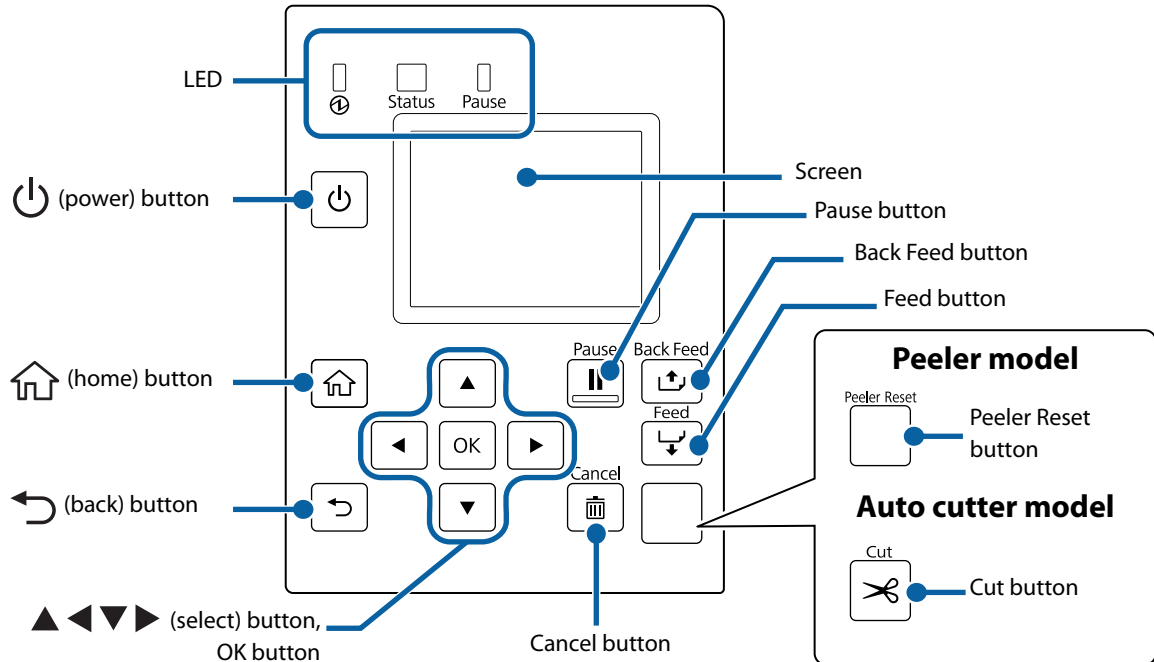 LED
Status
Pause
(power) button
Screen
Pause button
Back Feed button
Feed button
(home) button
Pause
Back Feed
Feed
OK
(back) button
Cancel
▲ ◀ ▼ ▶ (select) button,
OK button
Cancel button
Peeler model
Peeler Reset
Peeler Reset
button
Auto cutter model
Cut
Cut button